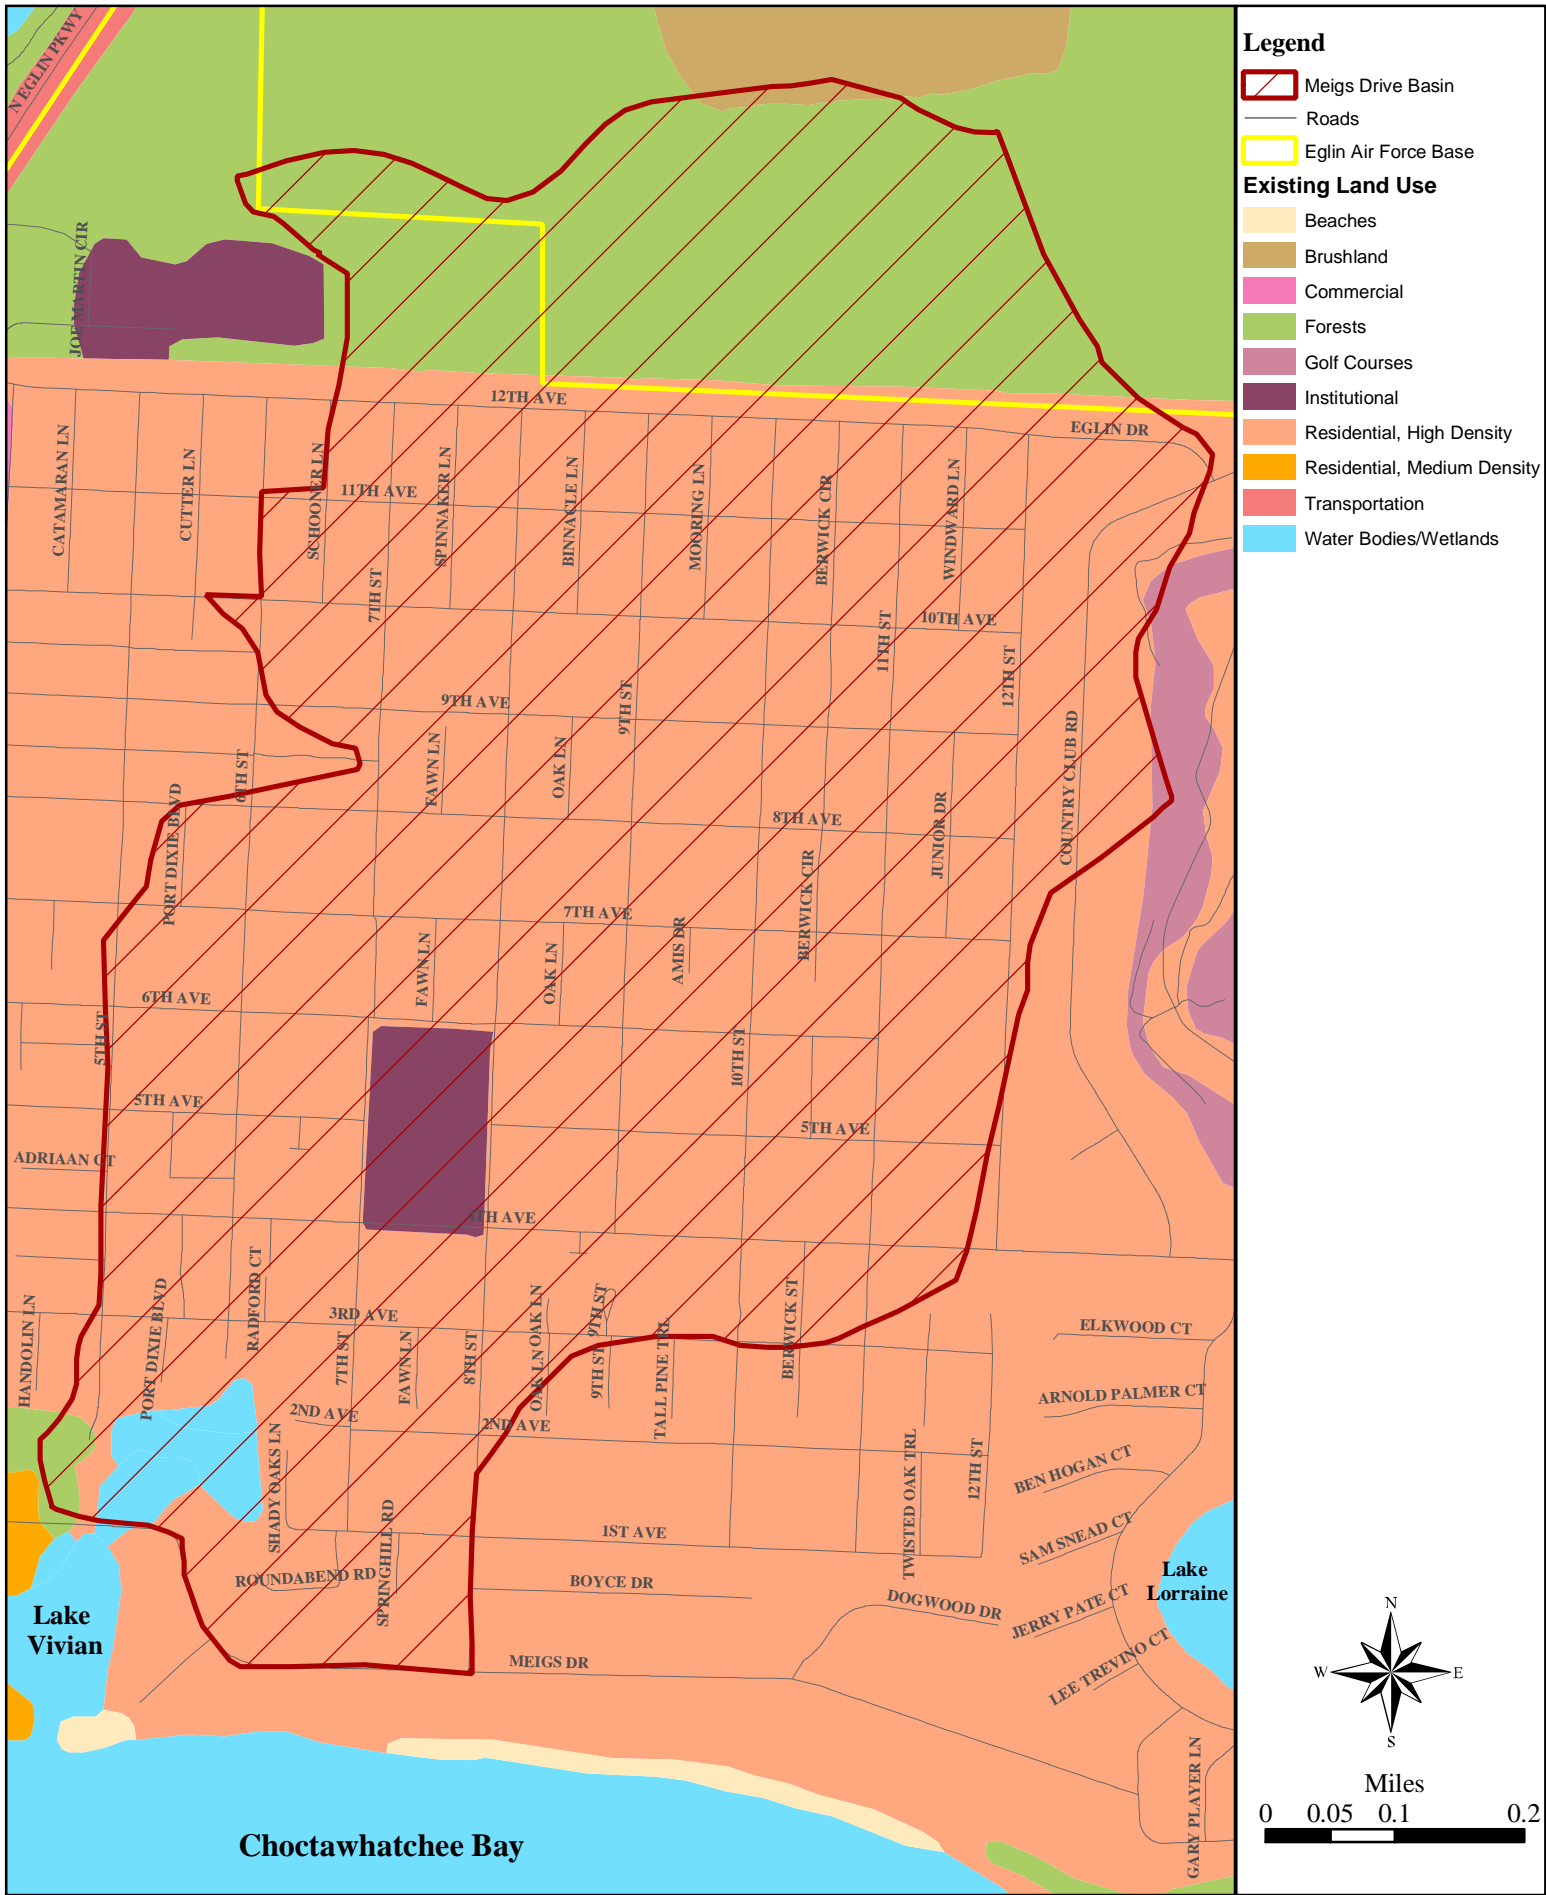 N EGLIN PKWY
JOE MARTIN CIR
12TH AVE
EGLIN DR
CATAMARAN LN
CUTTER LN
SCHOONER LN
11TH AVE
SPINNAKER LN
BINNACLE LN
MOORING LN
BERWICK CIR
WINDWARD LN
7TH ST
10TH AVE
11TH ST
12TH ST
9TH AVE
9TH ST
6TH ST
FAWN LN
OAK LN
PORT DIXIE BLVD
8TH AVE
JUNIOR DR
COUNTRY CLUB RD
7TH AVE
BERWICK CIR
FAWN LN
OAK LN
AMIS DR
6TH AVE
5TH ST
10TH ST
5TH AVE
5TH AVE
ADRIAAN CT
4TH AVE
HANDOLIN LN
PORT DIXIE BLVD
RADFORD CT
3RD AVE
7TH ST
FAWN LN
8TH ST
OAK LN
OAK LN
9TH ST
9TH ST
TALL PINE TRL
BERWICK ST
ELKWOOD CT
ARNOLD PALMER CT
2ND AVE
2ND AVE
SHADY OAKS LN
TWISTED OAK TRL
12TH ST
BEN HOGAN CT
SPRINGHILL RD
1ST AVE
SAM SNEAD CT
ROUNDABEND RD
BOYCE DR
DOGWOOD DR
JERRY PATE CT
LEE TREVINO CT
MEIGS DR
GARY PLAYER LN
Lake
Vivian
Lake
Lorraine
Choctawhatchee Bay
Legend
Meigs Drive Basin
Roads
Eglin Air Force Base
Existing Land Use
Beaches
Brushland
Commercial
Forests
Golf Courses
Institutional
Residential, High Density
Residential, Medium Density
Transportation
Water Bodies/Wetlands
N
W E
S
Miles
0 0.05 0.1 0.2